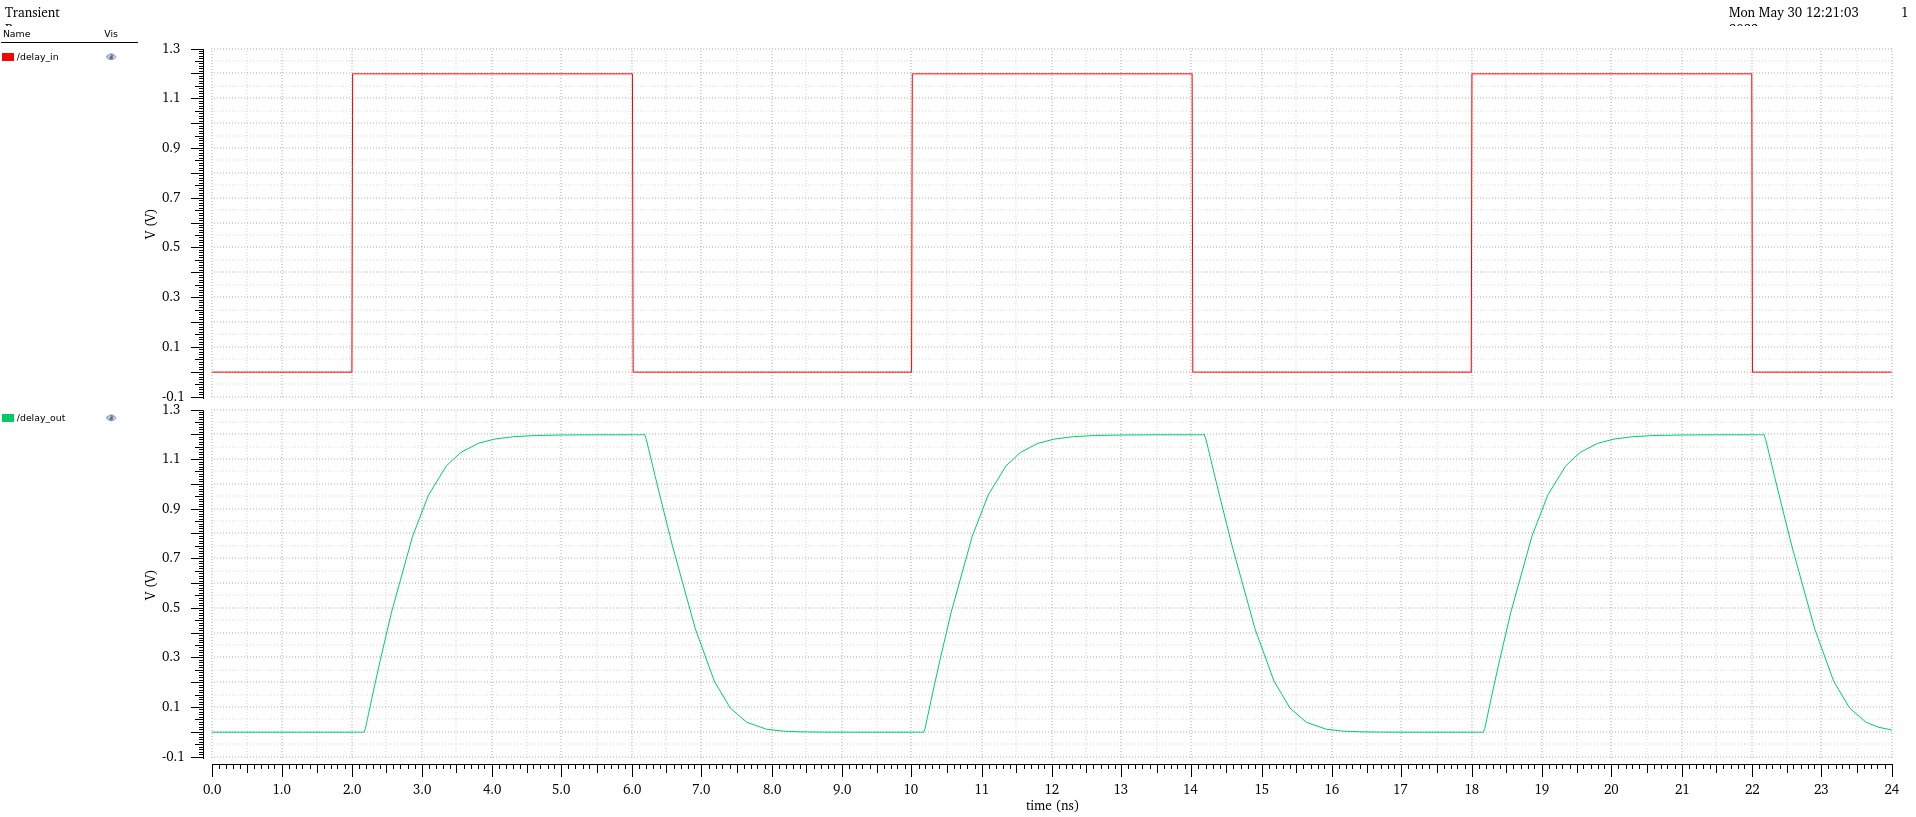 Transient
Mon May 30 12:21:03 1
Name Vis
/delay_in
1.3
1.1
0.9
0.7
0.5
0.3
0.1
-0.1
V (V)
/delay_out
1.3
1.1
0.9
0.7
0.5
0.3
0.1
-0.1
V (V)
0.0 1.0 2.0 3.0 4.0 5.0 6.0 7.0 8.0 9.0 10 11 12 13 14 15 16 17 18 19 20 21 22 23 24
time (ns)